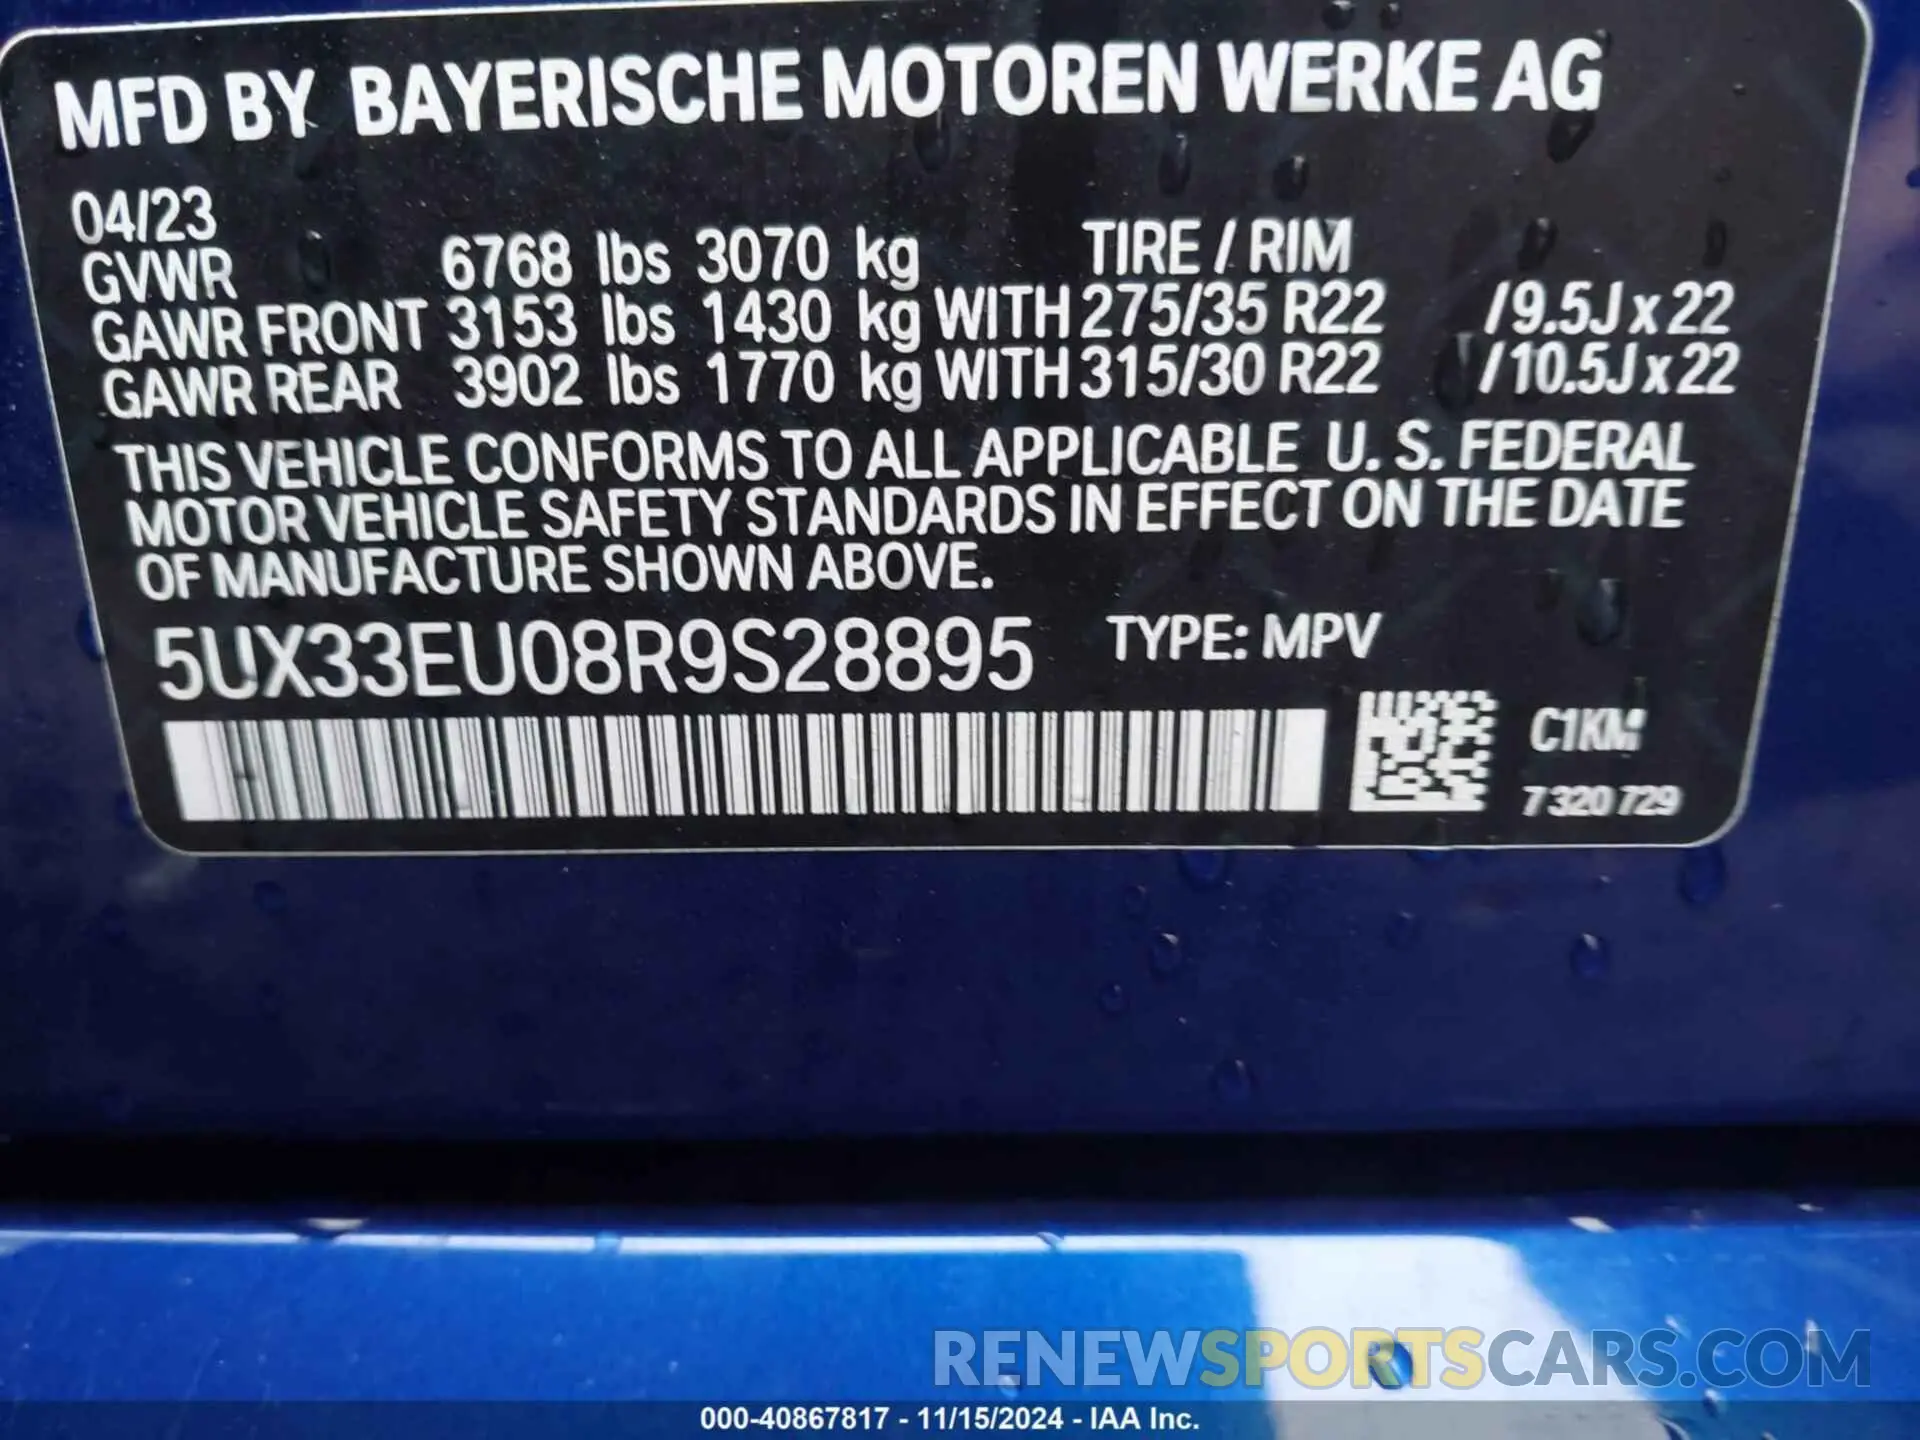 MFD BY BAYERISCHE MOTOREN WERKE AG
04/23
GVWR 6768 lbs 3070 kg TIRE / RIM
GAWR FRONT 3153 lbs 1430 kg WITH 275/35 R22 /9.5J x 22
GAWR REAR 3902 lbs 1770 kg WITH 315/30 R22 /10.5J x 22
THIS VEHICLE CONFORMS TO ALL APPLICABLE U. S. FEDERAL
MOTOR VEHICLE SAFETY STANDARDS IN EFFECT ON THE DATE
OF MANUFACTURE SHOWN ABOVE.
5UX33EU08R9S28895 TYPE: MPV
C1KM
7 320 729
RENEWSPORTSCARS.COM
000-40867817 - 11/15/2024 - IAA Inc.